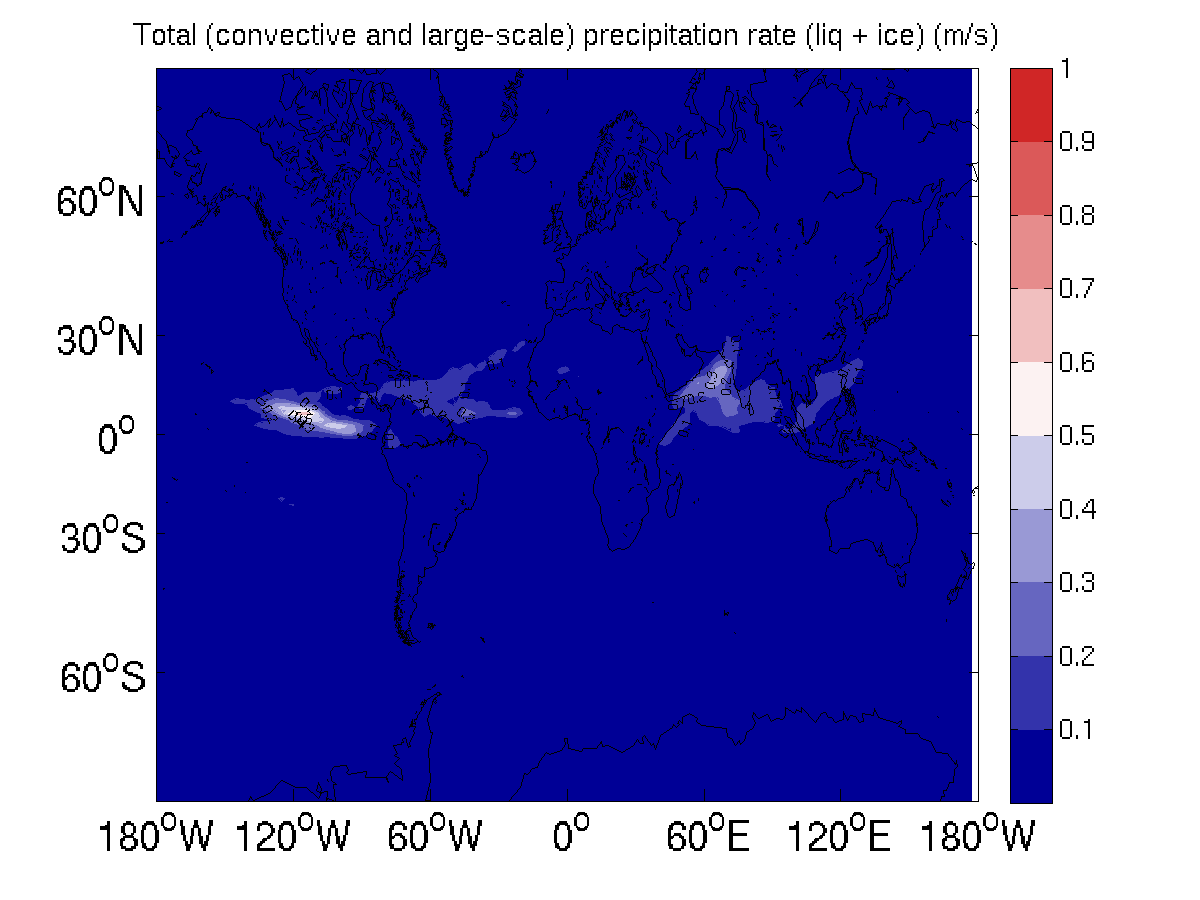 Total (convective and large-scale) precipitation rate (liq + ice) (m/s)
1
0.9
0.8
0.7
0.6
0.5
0.4
0.3
0.2
0.1
60°N
30°N
0°
30°S
60°S
180°W 120°W 60°W 0° 60°E 120°E 180°W